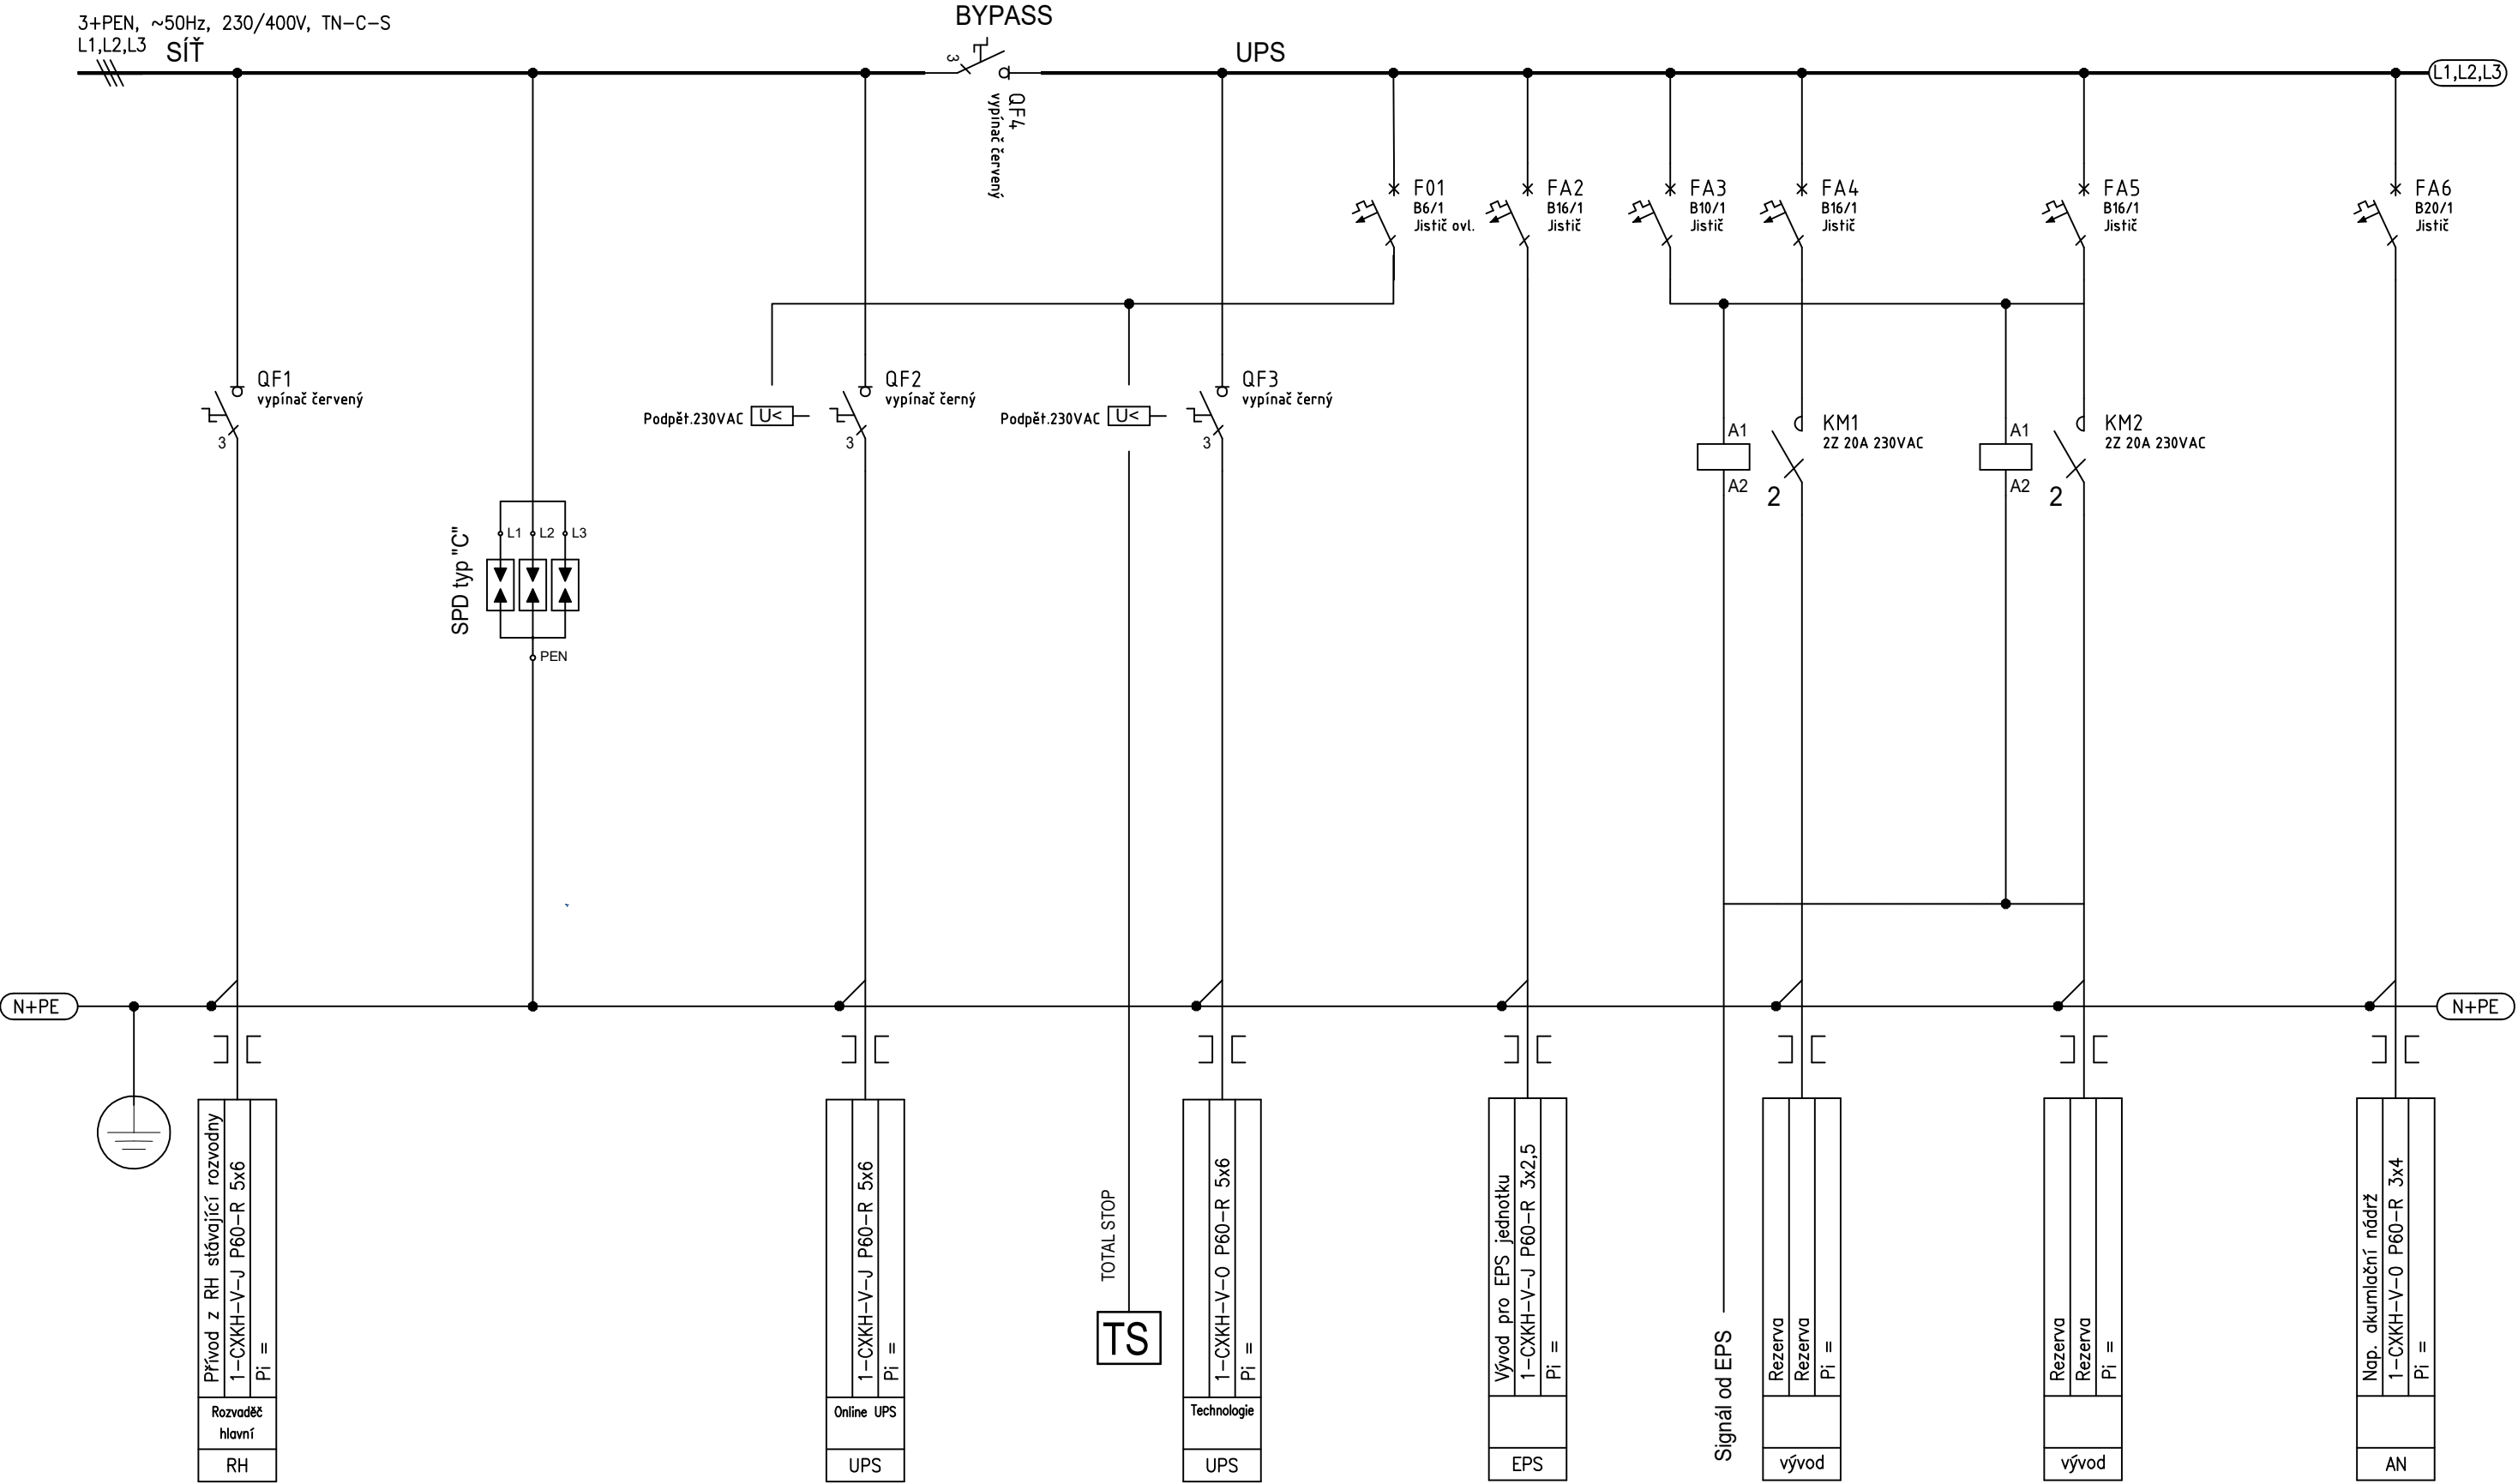 3+PEN, ~50Hz, 230/400V, TN-C-S
L1,L2,L3 SÍŤ
BYPASS
3
QF4
vypínač červený
UPS
L1,L2,L3
F01
B6/1
Jistič ovl.
FA2
B16/1
Jistič
FA3
B10/1
Jistič
FA4
B16/1
Jistič
FA5
B16/1
Jistič
FA6
B20/1
Jistič
QF1
vypínač červený
3
Podpět.230VAC U<
QF2
vypínač černý
3
Podpět.230VAC U<
QF3
vypínač černý
3
A1
A2
KM1
2Z 20A 230VAC
2
A1
A2
KM2
2Z 20A 230VAC
2
SPD typ "C"
L1 L2 L3
PEN
N+PE
N+PE
Přívod z RH stávající rozvodny
1-CXKH-V-J P60-R 5x6
Pi =
Rozvaděč
hlavní
RH
1-CXKH-V-J P60-R 5x6
Pi =
Online UPS
UPS
TOTAL STOP
TS
1-CXKH-V-O P60-R 5x6
Pi =
Technologie
UPS
Vývod pro EPS jednotku
1-CXKH-V-J P60-R 3x2,5
Pi =
EPS
Signál od EPS
Rezerva
Rezerva
Pi =
vývod
Rezerva
Rezerva
Pi =
vývod
Nap. akumlační nádrž
1-CXKH-V-O P60-R 3x4
Pi =
AN